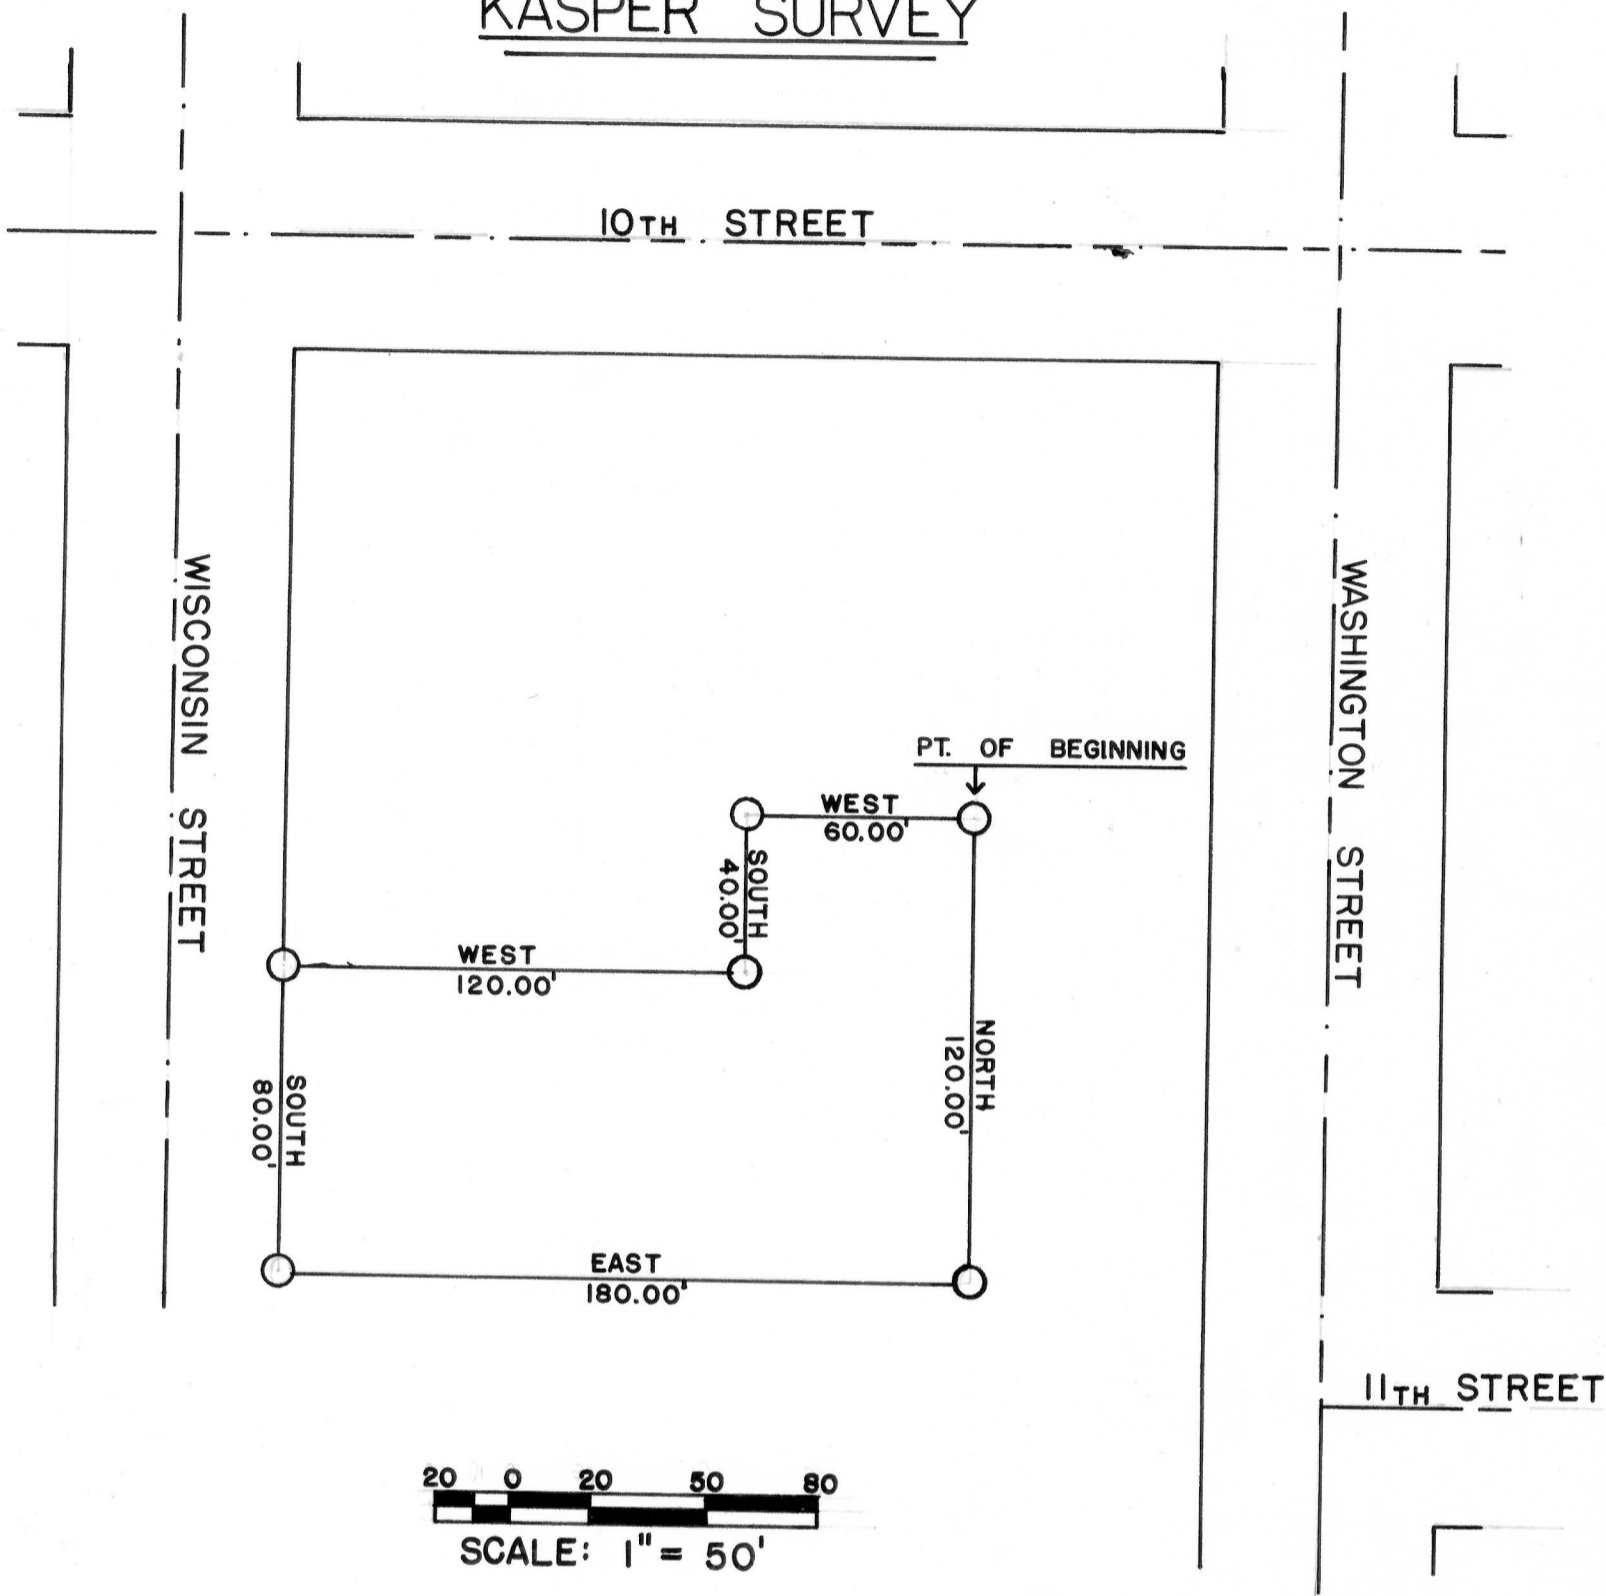 KASPER SURVEY
10TH STREET
WISCONSIN STREET
WASHINGTON STREET
PT. OF BEGINNING
WEST
60.00'
SOUTH
40.00'
WEST
120.00'
NORTH
120.00'
SOUTH
80.00'
EAST
180.00'
11TH STREET
20 0 20 50 80
SCALE: 1" = 50'